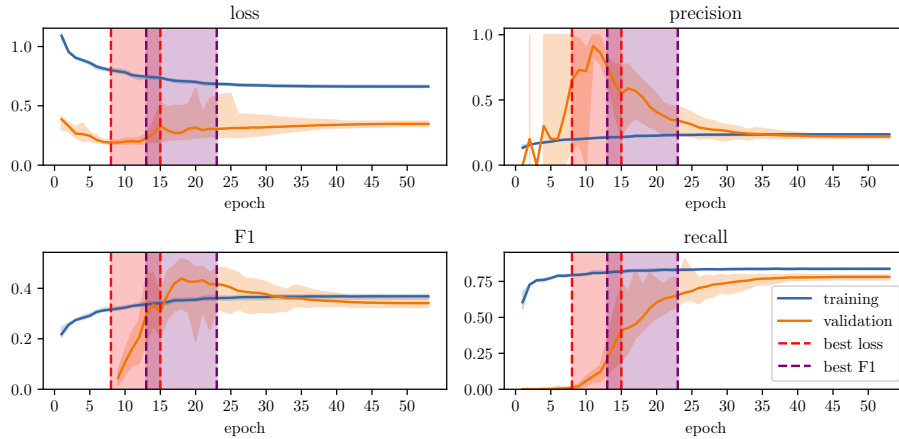 loss
1.0
0.5
0.0
0 5 10 15 20 25 30 35 40 45 50
epoch
precision
1.0
0.5
0.0
0 5 10 15 20 25 30 35 40 45 50
epoch
F1
0.4
0.2
0.0
0 5 10 15 20 25 30 35 40 45 50
epoch
recall
0.75
0.50
0.25
0.00
0 5 10 15 20 25 30 35 40 45 50
epoch
training
validation
best loss
best F1